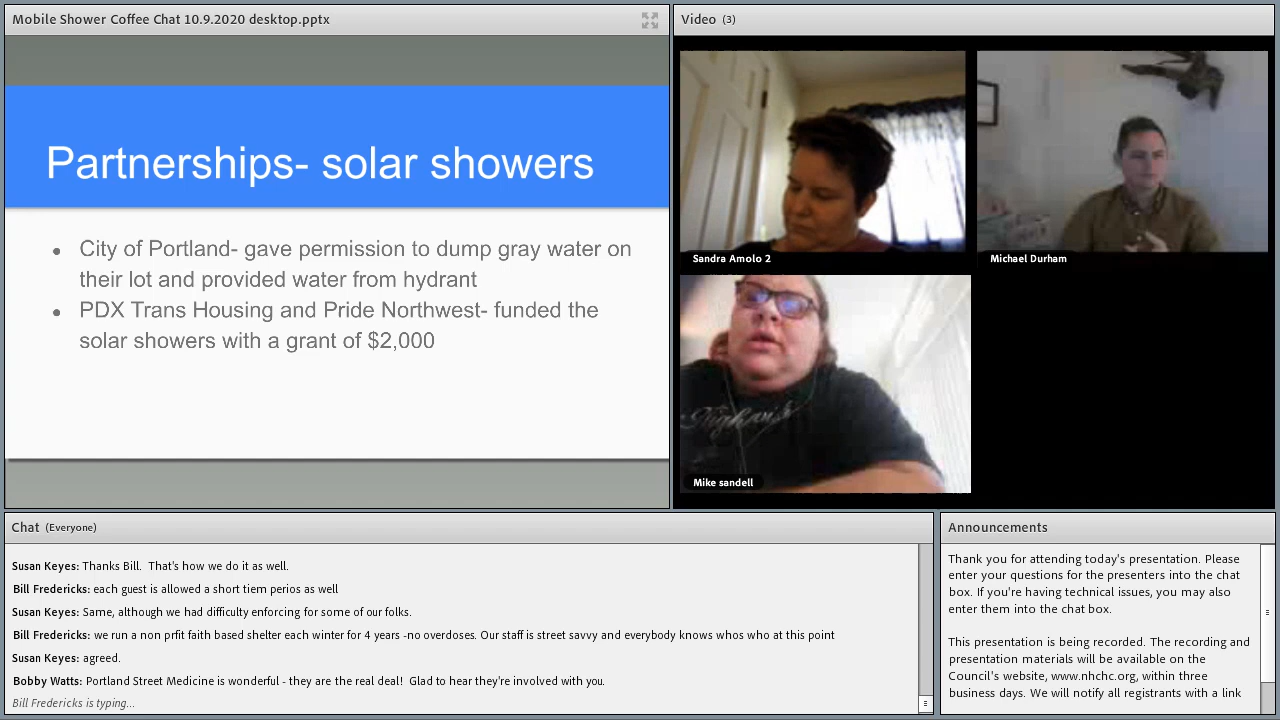 Mobile Shower Coffee Chat 10.9.2020 desktop.pptx
Partnerships- solar showers
• City of Portland- gave permission to dump gray water on
their lot and provided water from hydrant
• PDX Trans Housing and Pride Northwest- funded the
solar showers with a grant of $2,000
Video (3)
Sandra Amolo 2
Michael Durham
Mike sandell
Chat (Everyone)
Susan Keyes: Thanks Bill. That's how we do it as well.
Bill Fredericks: each guest is allowed a short tiem perios as well
Susan Keyes: Same, although we had difficulty enforcing for some of our folks.
Bill Fredericks: we run a non prfit faith based shelter each winter for 4 years -no overdoses. Our staff is street savvy and everybody knows whos who at this point
Susan Keyes: agreed.
Bobby Watts: Portland Street Medicine is wonderful - they are the real deal! Glad to hear they're involved with you.
Bill Fredericks is typing...
Announcements
Thank you for attending today's presentation. Please
enter your questions for the presenters into the chat
box. If you're having technical issues, you may also
enter them into the chat box.
This presentation is being recorded. The recording and
presentation materials will be available on the
Council's website, www.nhchc.org, within three
business days. We will notify all registrants with a link